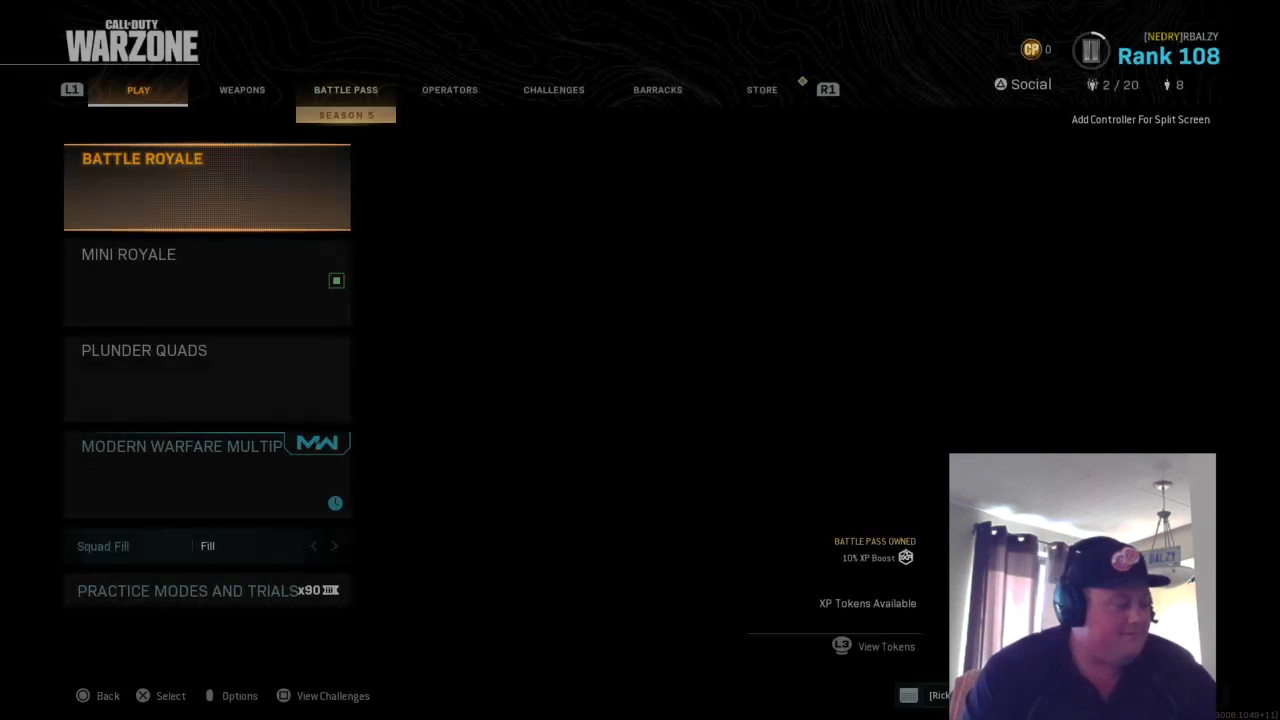 CALL OF DUTY
WARZONE
CP 0
[NEDRY]RBALZY
Rank 108
L1
PLAY
WEAPONS
BATTLE PASS
OPERATORS
CHALLENGES
BARRACKS
STORE
R1
Social
2 / 20
8
SEASON 5
Add Controller For Split Screen
BATTLE ROYALE
MINI ROYALE
PLUNDER QUADS
MODERN WARFARE MULTIP
MW
Squad Fill
Fill
PRACTICE MODES AND TRIALS
x90
BATTLE PASS OWNED
10% XP Boost
XP Tokens Available
L3
View Tokens
BALZY
Back
Select
Options
View Challenges
[Rick